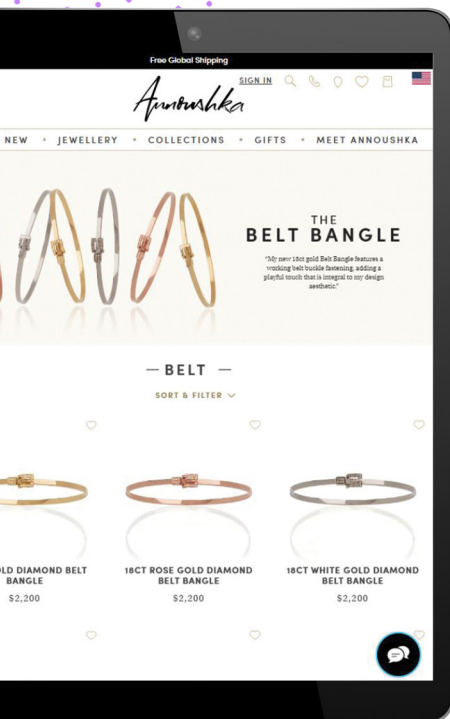 Free Global Shipping
Annoushka
SIGN IN
NEW • JEWELLERY • COLLECTIONS • GIFTS • MEET ANNOUSHKA
THE
BELT BANGLE
"My new 18ct gold Belt Bangle features a
working belt buckle fastening, adding a
playful touch that is integral to my design
aesthetic."
— BELT —
SORT & FILTER
LD DIAMOND BELT
BANGLE
$2,200
18CT ROSE GOLD DIAMOND
BELT BANGLE
$2,200
18CT WHITE GOLD DIAMOND
BELT BANGLE
$2,200